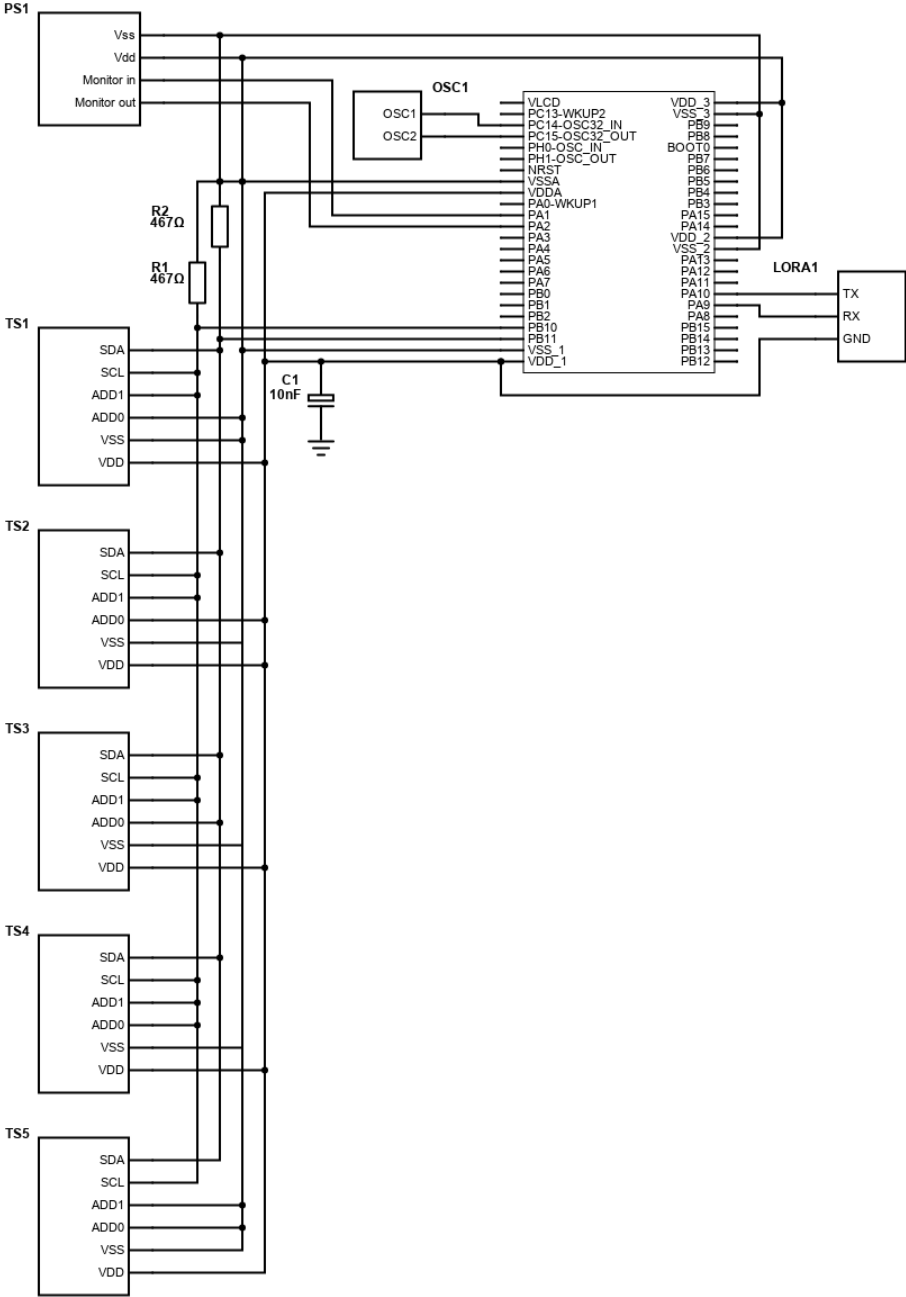 PS1
Vss
Vdd
Monitor in
Monitor out
OSC1
OSC1
OSC2
VLCD
PC13-WKUP2
PC14-OSC32_IN
PC15-OSC32_OUT
PH0-OSC_IN
PH1-OSC_OUT
NRST
VSSA
VDDA
PA0-WKUP1
PA1
PA2
PA3
PA4
PA5
PA6
PA7
PB0
PB1
PB2
PB10
PB11
VSS_1
VDD_1
VDD_3
VSS_3
PB9
PB8
BOOT0
PB7
PB6
PB5
PB4
PB3
PA15
PA14
VDD_2
VSS_2
PA13
PA12
PA11
PA10
PA9
PA8
PB15
PB14
PB13
PB12
LORA1
TX
RX
GND
R2
467Ω
R1
467Ω
C1
10nF
TS1
SDA
SCL
ADD1
ADD0
VSS
VDD
TS2
SDA
SCL
ADD1
ADD0
VSS
VDD
TS3
SDA
SCL
ADD1
ADD0
VSS
VDD
TS4
SDA
SCL
ADD1
ADD0
VSS
VDD
TS5
SDA
SCL
ADD1
ADD0
VSS
VDD